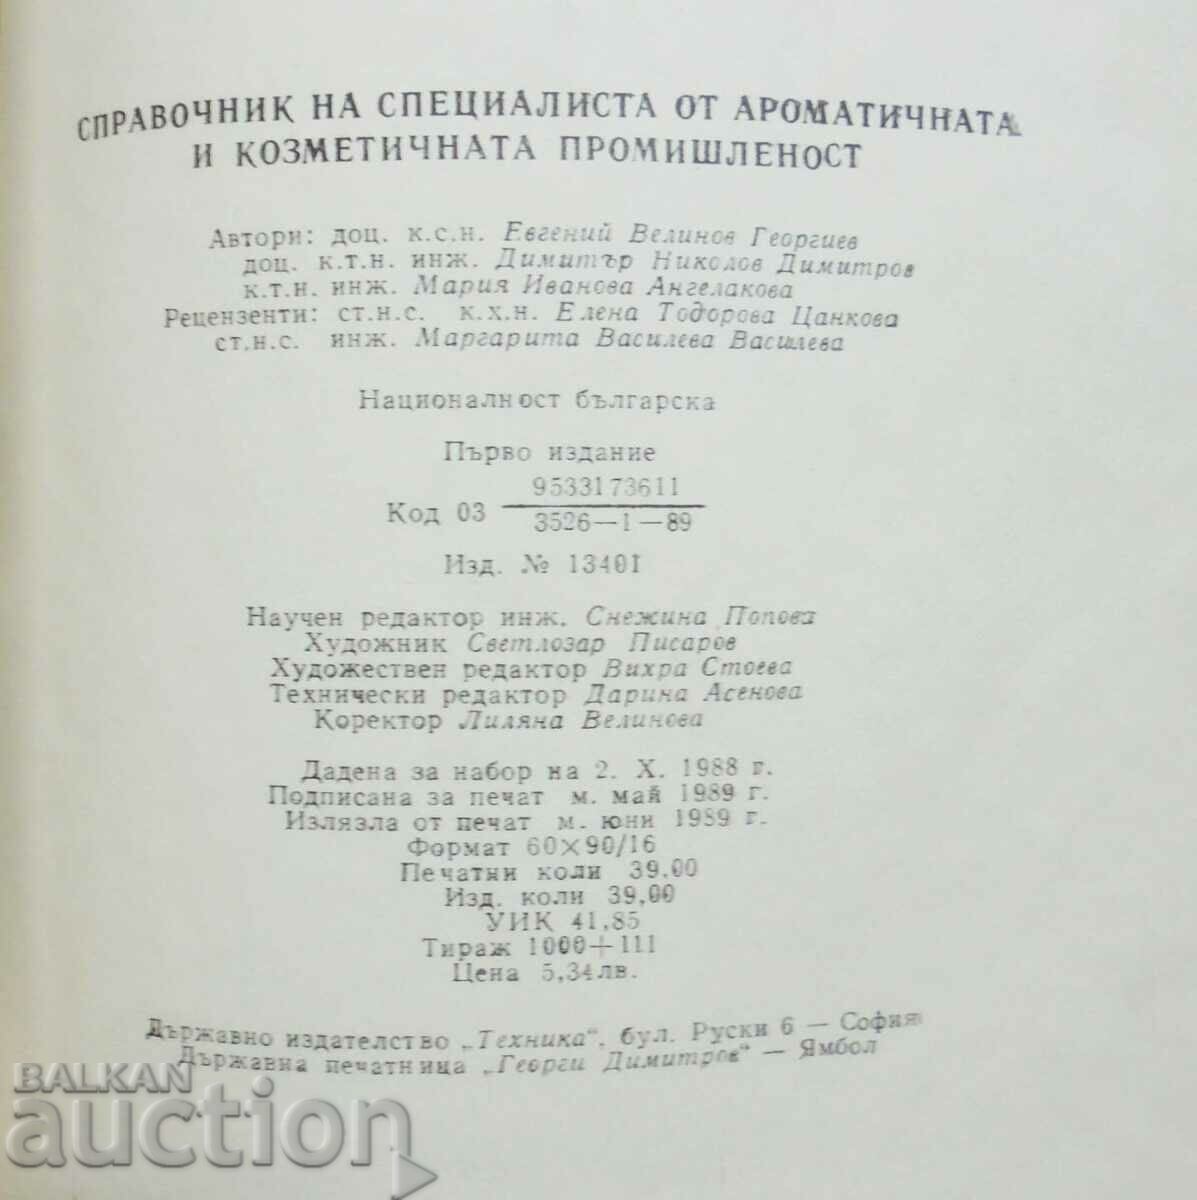 СПРАВОЧНИК НА СПЕЦИАЛИСТА ОТ АРОМАТИЧНАТА
И КОЗМЕТИЧНАТА ПРОМИШЛЕНОСТ
Автори: доц. к.с.н. Евгений Велинов Георгиев
доц. к.т.н. инж. Димитър Николов Димитров
к.т.н. инж. Мария Иванова Ангелакова
Рецензенти: ст.н.с. к.х.н. Елена Тодорова Цанкова
ст.н.с. инж. Маргарита Василева Василева
Националност българска
Първо издание
Код 03 9533173611
3526—1—89
Изд. № 13401
Научен редактор инж. Снежина Попова
Художник Светлозар Писаров
Художествен редактор Вихра Стоева
Технически редактор Дарина Асенова
Коректор Лиляна Велинова
Дадена за набор на 2. X. 1988 г.
Подписана за печат м. май 1989 г.
Излязла от печат м. юни 1989 г.
Формат 60×90/16
Печатни коли 39.00
Изд. коли 39,00
УИК 41,85
Тираж 1000+111
Цена 5,34лв.
Държавно издателство „Техника“, бул. Руски 6 — София
Държавна печатница „Георги Димитров“ — Ямбол
BALKAN
auction